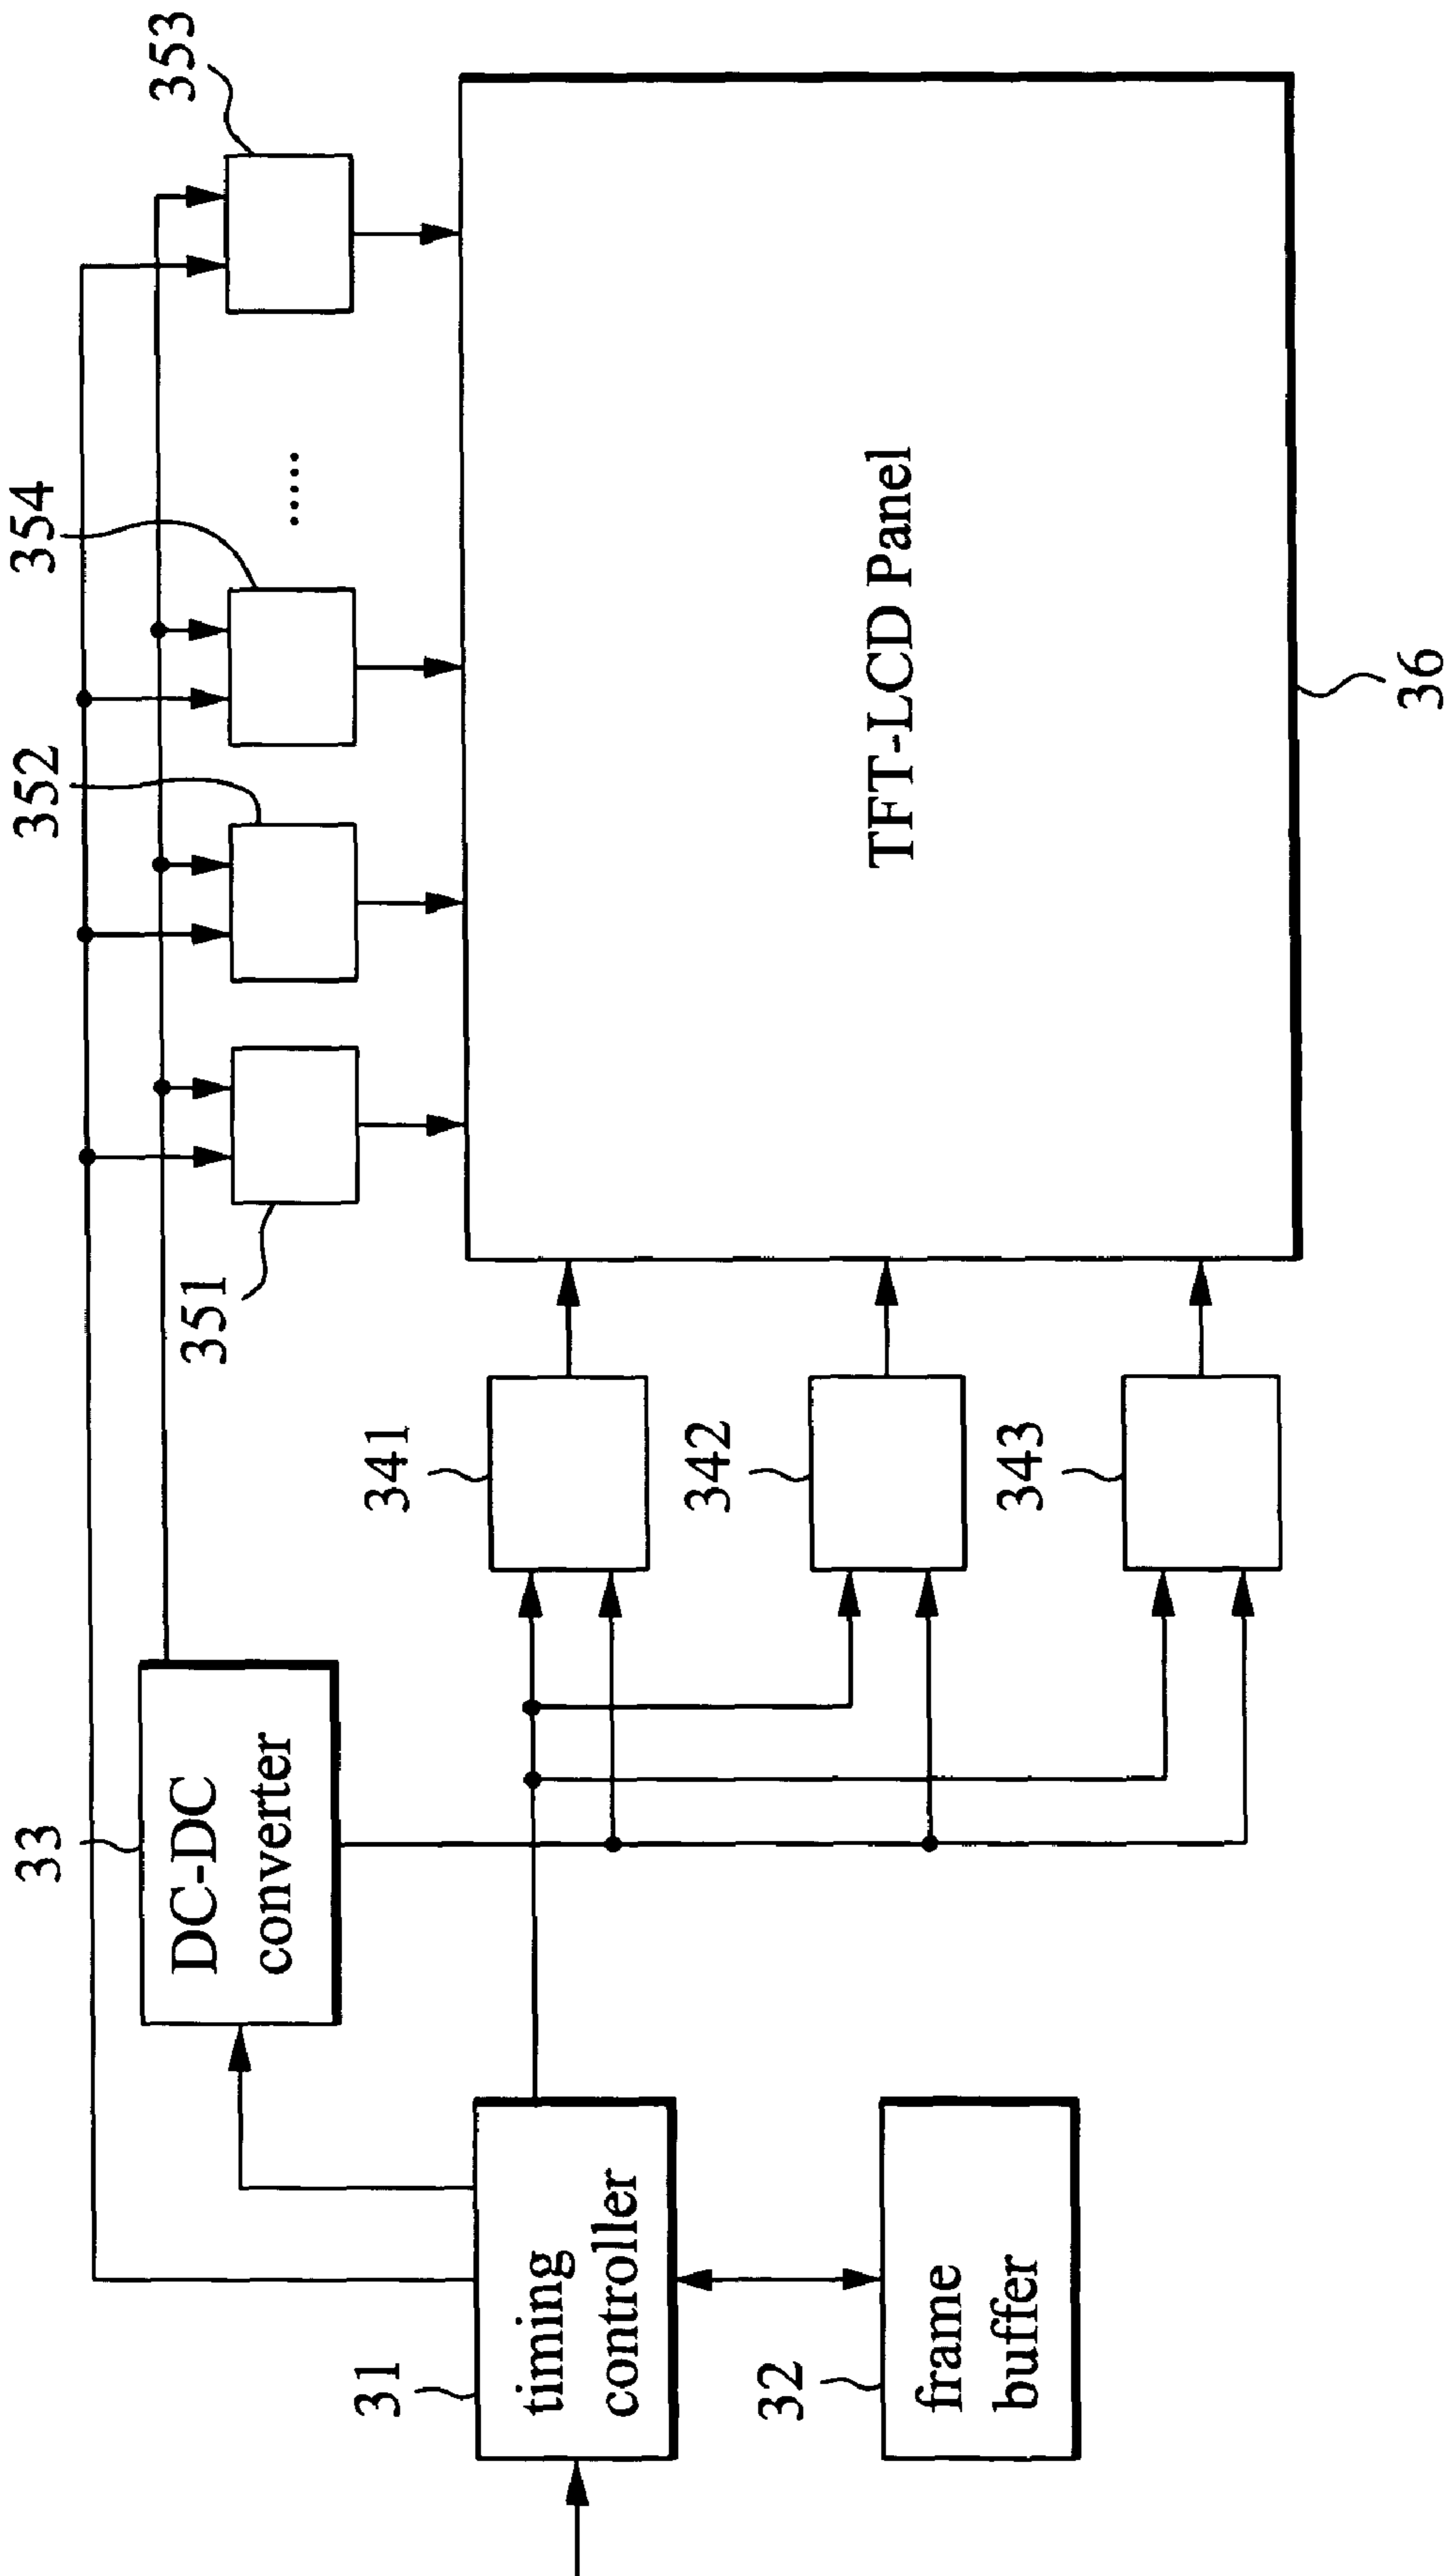 33
DC-DC
converter
351
352
354
.....
353
31
timing
controller
341
342
343
TFT-LCD Panel
32
frame
buffer
36